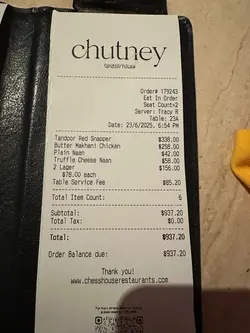 chutney
tandoor house
Order# 179243
Eat In Order
Seat Count=2
Server: Tracy R
Table: 23A
Date: 23/6/2025, 6:54 PM
Tandoor Red Snapper $338.00
Butter Makhani Chicken $258.00
Plain Naan $42.00
Truffle Cheese Naan $58.00
2 Lager $156.00
$78.00 each
Table Service Fee $85.20
Total Item Count: 6
Subtotal: $937.20
Total Tax: $0.00
Total: $937.20
Order Balance due: $937.20
Thank you!
www.chesshouserestaurants.com